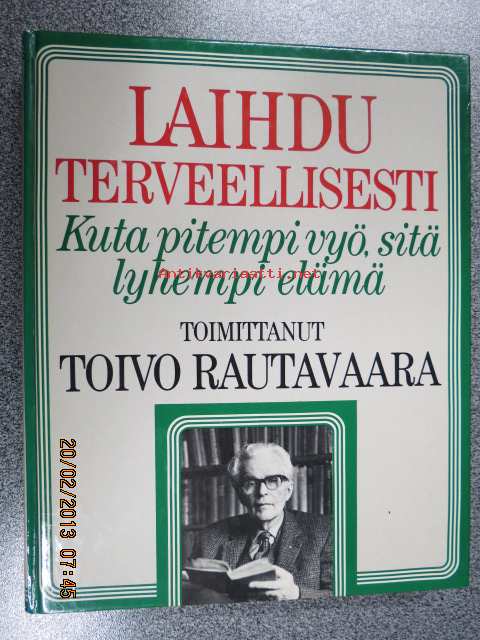 LAIHDU
TERVEELLISESTI
Kuta pitempi vyö, sitä
lyhempi elämä
Antikvariaatti.net
TOIMITTANUT
TOIVO RAUTAVAARA
20/02/2013 07:45